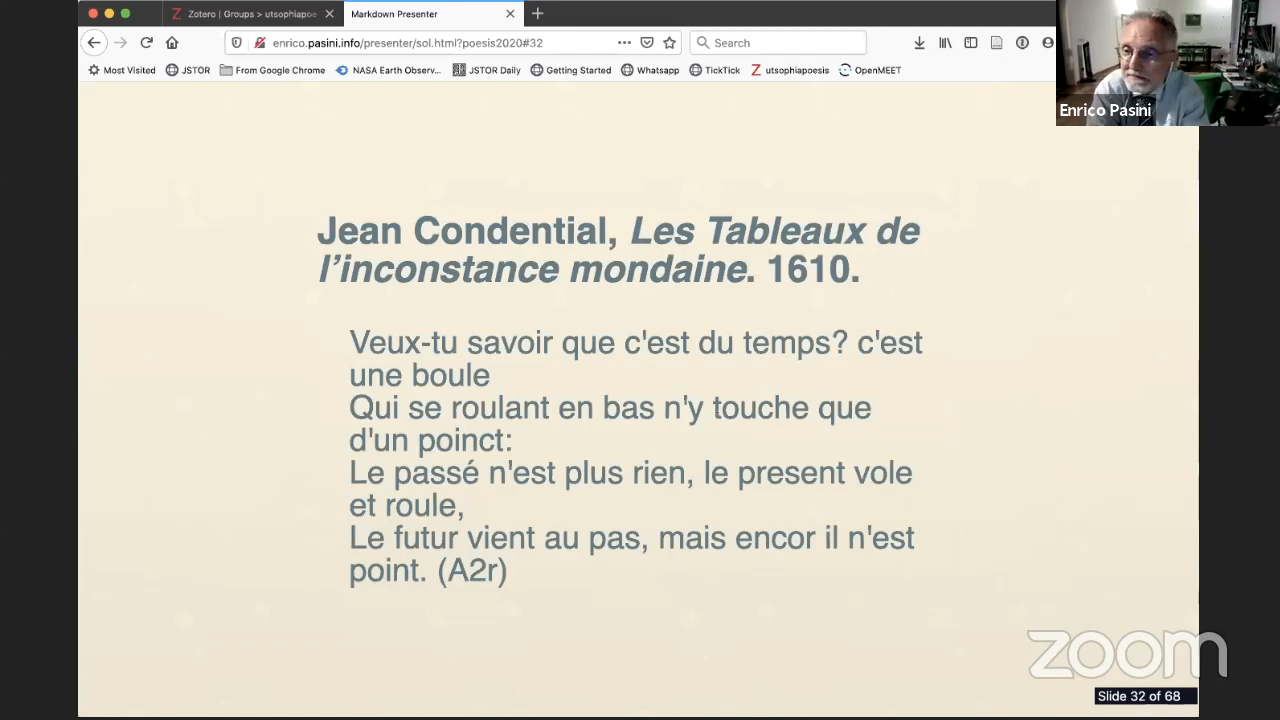 Zotero | Groups > utsophiapoe
Markdown Presenter
enrico.pasini.info/presenter/sol.html?poesis2020#32
Search
Most Visited
JSTOR
From Google Chrome
NASA Earth Observ...
JSTOR Daily
Getting Started
Whatsapp
TickTick
utsophiapoesis
OpenMEET
Enrico Pasini
Jean Condential, Les Tableaux de
l'inconstance mondaine. 1610.
Veux-tu savoir que c'est du temps? c'est
une boule
Qui se roulant en bas n'y touche que
d'un poinct:
Le passé n'est plus rien, le present vole
et roule,
Le futur vient au pas, mais encor il n'est
point. (A2r)
zoom
Slide 32 of 68